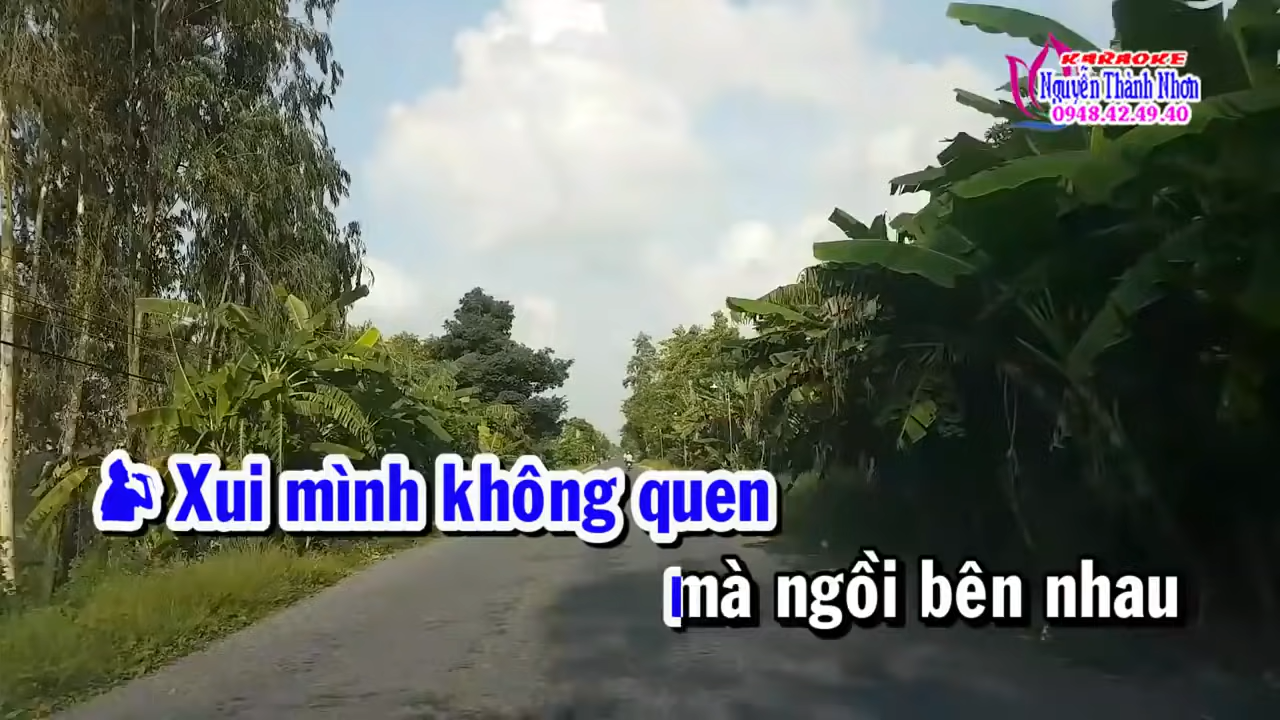 KARAOKE
Nguyễn Thành Nhơn
0948.42.49.40
Xui mình không quen
mà ngồi bên nhau